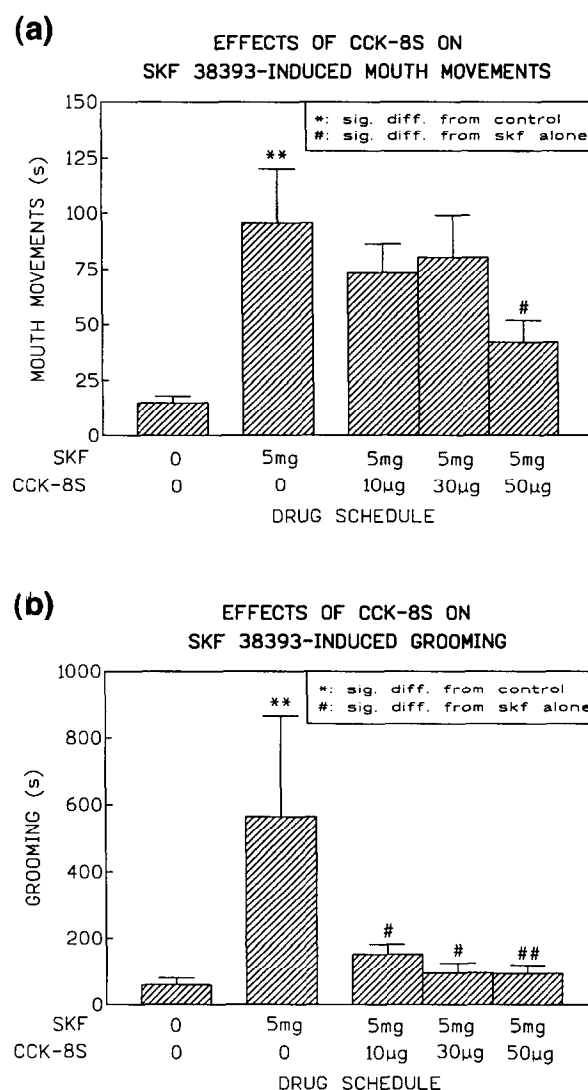 (a)
EFFECTS OF CCK-8S ON
SKF 38393-INDUCED MOUTH MOVEMENTS
*: sig. diff. from control
#: sig. diff. from skf alone
MOUTH MOVEMENTS (s)
150
125
100
75
50
25
0
**
#
SKF 0 5mg 5mg 5mg 5mg
CCK-8S 0 0 10µg 30µg 50µg
DRUG SCHEDULE
(b)
EFFECTS OF CCK-8S ON
SKF 38393-INDUCED GROOMING
*: sig. diff. from control
#: sig. diff. from skf alone
GROOMING (s)
1000
800
600
400
200
0
**
# # ##
SKF 0 5mg 5mg 5mg 5mg
CCK-8S 0 0 10µg 30µg 50µg
DRUG SCHEDULE